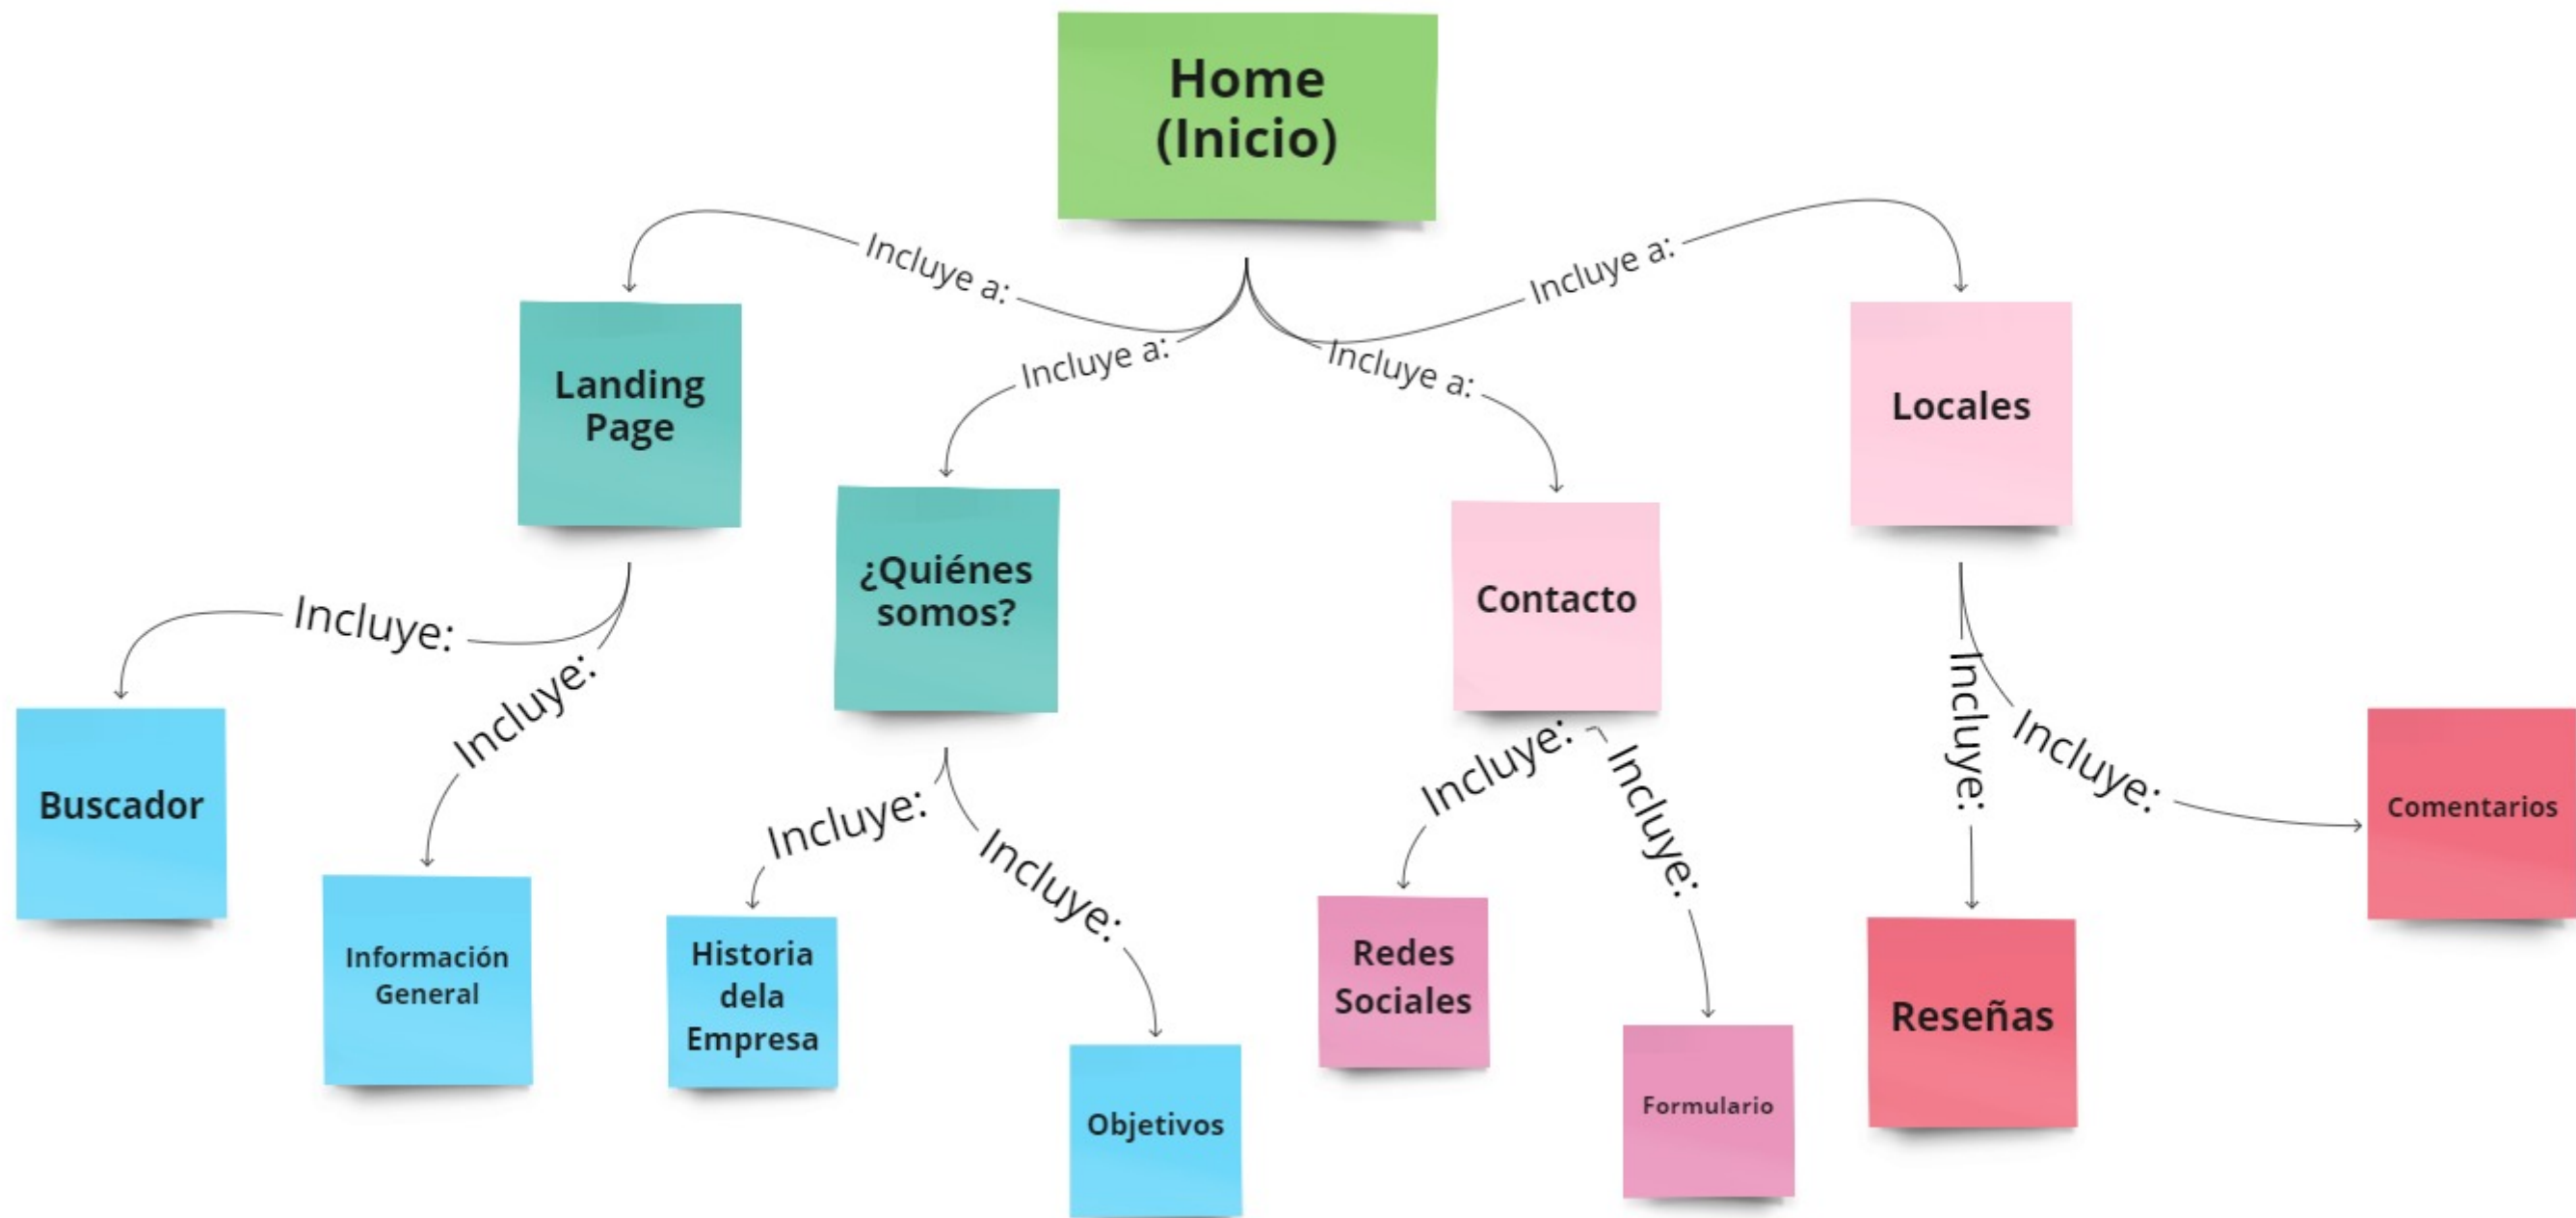 Home
(Inicio)
Incluye a:
Incluye a:
Incluye a:
Incluye a:
Landing
Page
¿Quiénes
somos?
Contacto
Locales
Incluye:
Incluye:
Incluye:
Incluye:
Incluye:
Incluye:
Incluye:
Incluye:
Buscador
Información
General
Historia
dela
Empresa
Objetivos
Redes
Sociales
Formulario
Reseñas
Comentarios